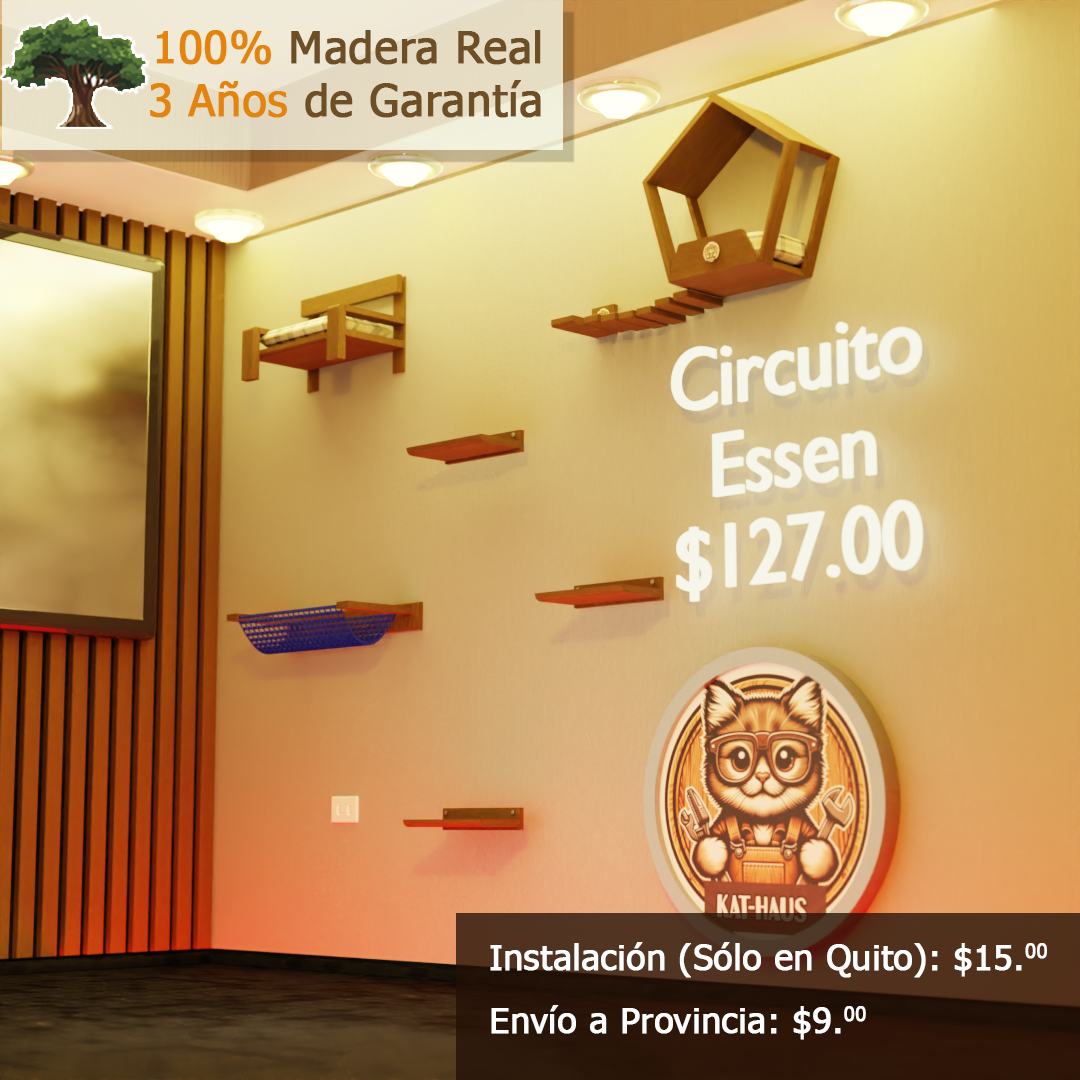 100% Madera Real
3 Años de Garantía
Circuito
Essen
$127.00
KAT-HAUS
Instalación (Sólo en Quito): $15.00
Envío a Provincia: $9.00